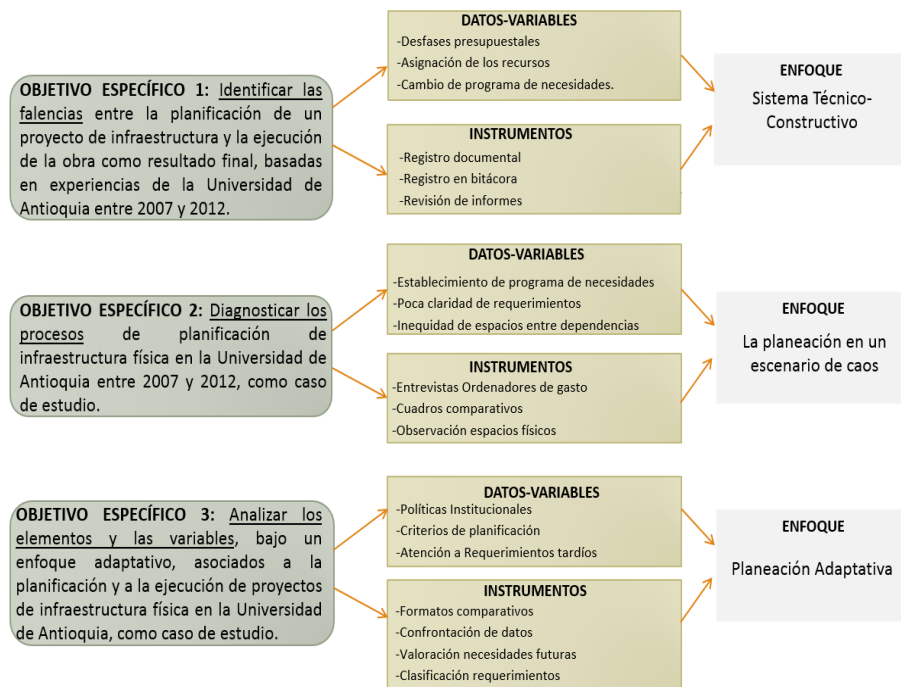 OBJETIVO ESPECÍFICO 1: Identificar las
falencias entre la planificación de un
proyecto de infraestructura y la ejecución
de la obra como resultado final, basadas
en experiencias de la Universidad de
Antioquia entre 2007 y 2012.
DATOS-VARIABLES
-Desfases presupuestales
-Asignación de los recursos
-Cambio de programa de necesidades.
INSTRUMENTOS
-Registro documental
-Registro en bitácora
-Revisión de informes
ENFOQUE
Sistema Técnico-
Constructivo
OBJETIVO ESPECÍFICO 2: Diagnosticar los
procesos de planificación de
infraestructura física en la Universidad de
Antioquia entre 2007 y 2012, como caso
de estudio.
DATOS-VARIABLES
-Establecimiento de programa de necesidades
-Poca claridad de requerimientos
-Inequidad de espacios entre dependencias
INSTRUMENTOS
-Entrevistas Ordenadores de gasto
-Cuadros comparativos
-Observación espacios físicos
ENFOQUE
La planeación en un
escenario de caos
OBJETIVO ESPECÍFICO 3: Analizar los
elementos y las variables, bajo un
enfoque adaptativo, asociados a la
planificación y a la ejecución de proyectos
de infraestructura física en la Universidad
de Antioquia, como caso de estudio.
DATOS-VARIABLES
-Políticas Institucionales
-Criterios de planificación
-Atención a Requerimientos tardíos
INSTRUMENTOS
-Formatos comparativos
-Confrontación de datos
-Valoración necesidades futuras
-Clasificación requerimientos
ENFOQUE
Planeación Adaptativa